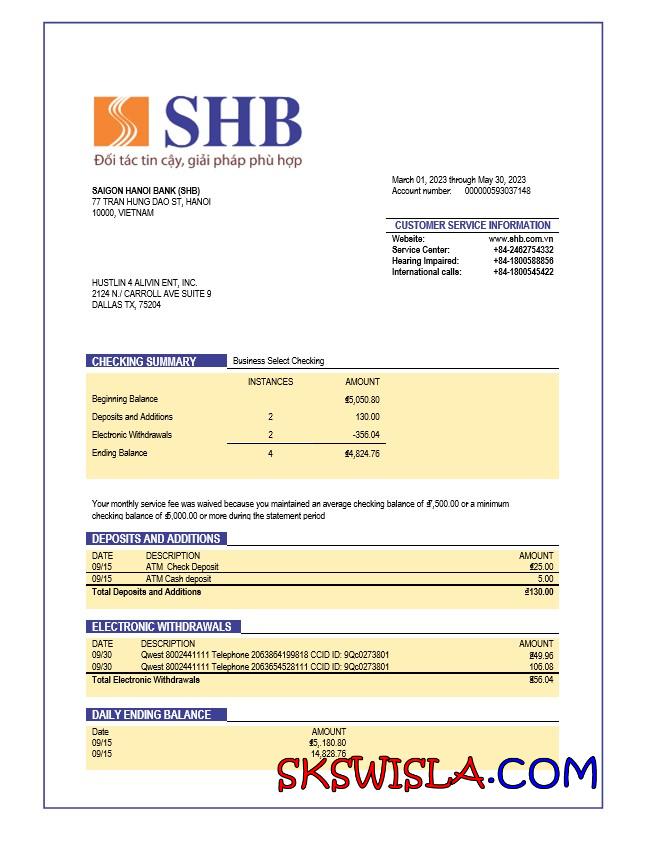 SHB
Đối tác tin cậy, giải pháp phù hợp
March 01, 2023 through May 30, 2023
Account number: 000000593037148
SAIGON HANOI BANK (SHB)
77 TRAN HUNG DAO ST, HANOI
10000, VIETNAM
CUSTOMER SERVICE INFORMATION
Website: www.shb.com.vn
Service Center: +84-2462754332
Hearing Impaired: +84-1800588856
International calls: +84-1800545422
HUSTLIN 4 ALIVIN ENT, INC.
2124 N./ CARROLL AVE SUITE 9
DALLAS TX, 75204
CHECKING SUMMARY Business Select Checking
INSTANCES AMOUNT
Beginning Balance ₫5,050.80
Deposits and Additions 2 130.00
Electronic Withdrawals 2 -356.04
Ending Balance 4 ₫4,824.76
Your monthly service fee was waived because you maintained an average checking balance of ₫7,500.00 or a minimum
checking balance of ₫5,000.00 or more during the statement period
DEPOSITS AND ADDITIONS
DATE DESCRIPTION AMOUNT
09/15 ATM Check Deposit ₫25.00
09/15 ATM Cash deposit 5.00
Total Deposits and Additions ₫130.00
ELECTRONIC WITHDRAWALS
DATE DESCRIPTION AMOUNT
09/30 Qwest 8002441111 Telephone 2063864199818 CCID ID: 9Qc0273801 ₫249.96
09/30 Qwest 8002441111 Telephone 2063654528111 CCID ID: 9Qc0273801 106.08
Total Electronic Withdrawals ₫356.04
DAILY ENDING BALANCE
Date AMOUNT
09/15 ₫5,.180.80
09/15 14,828.76
SKSWISLA.COM